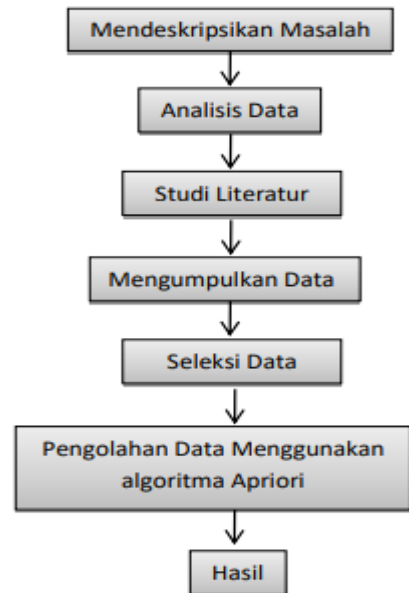 Mendeskripsikan Masalah
Analisis Data
Studi Literatur
Mengumpulkan Data
Seleksi Data
Pengolahan Data Menggunakan
algoritma Apriori
Hasil